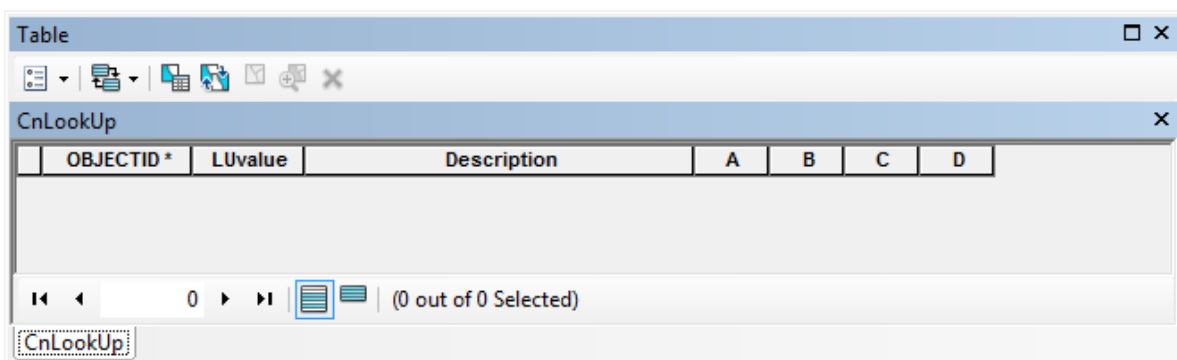 Table
CnLookUp
OBJECTID * LUvalue Description A B C D
0 (0 out of 0 Selected)
CnLookUp